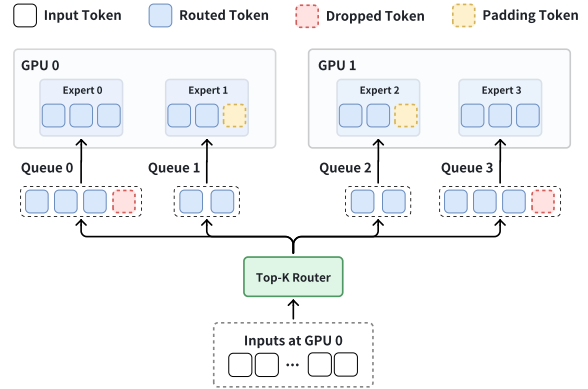 Input Token
Routed Token
Dropped Token
Padding Token
GPU 0
Expert 0
Expert 1
GPU 1
Expert 2
Expert 3
Queue 0
Queue 1
Queue 2
Queue 3
Top-K Router
Inputs at GPU 0
...